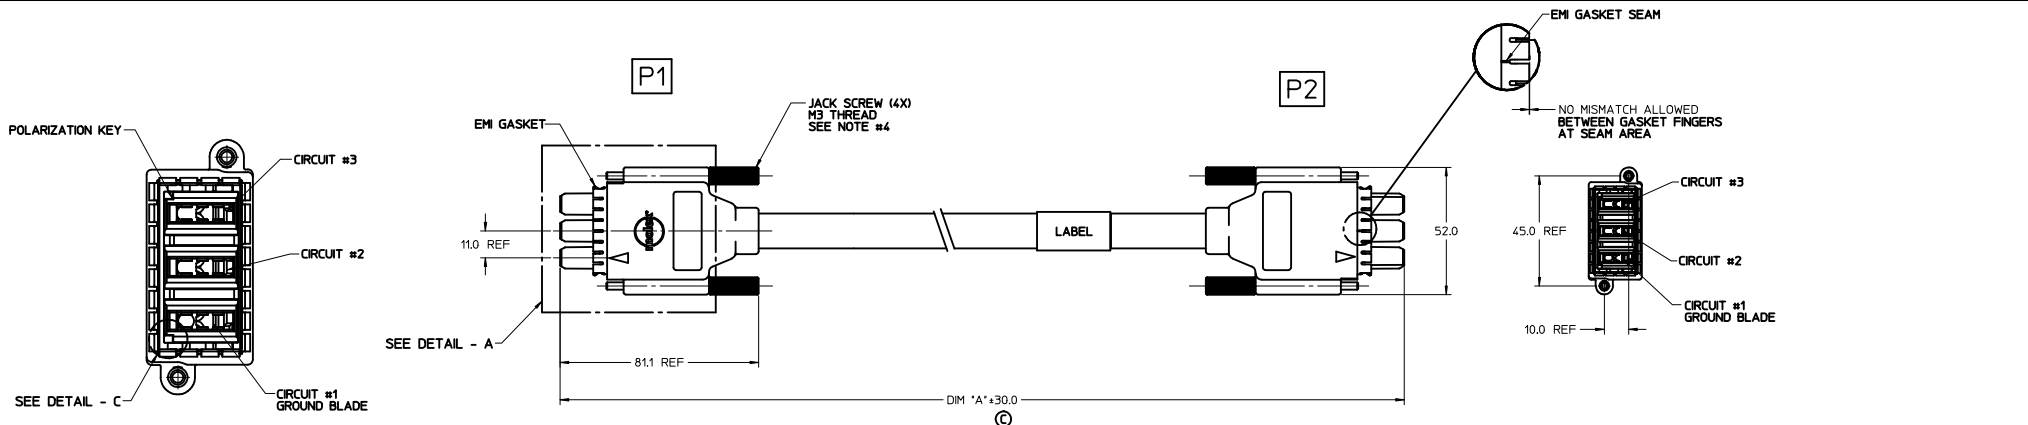 EMI GASKET SEAM
P1
P2
JACK SCREW (4X)
M3 THREAD
SEE NOTE #4
NO MISMATCH ALLOWED
BETWEEN GASKET FINGERS
AT SEAM AREA
EMI GASKET
POLARIZATION KEY
CIRCUIT #3
CIRCUIT #2
CIRCUIT #1
GROUND BLADE
SEE DETAIL - C
11.0 REF
molex
SEE DETAIL - A
81.1 REF
LABEL
DIM "A"±30.0
C
52.0
45.0 REF
CIRCUIT #3
CIRCUIT #2
CIRCUIT #1
GROUND BLADE
10.0 REF